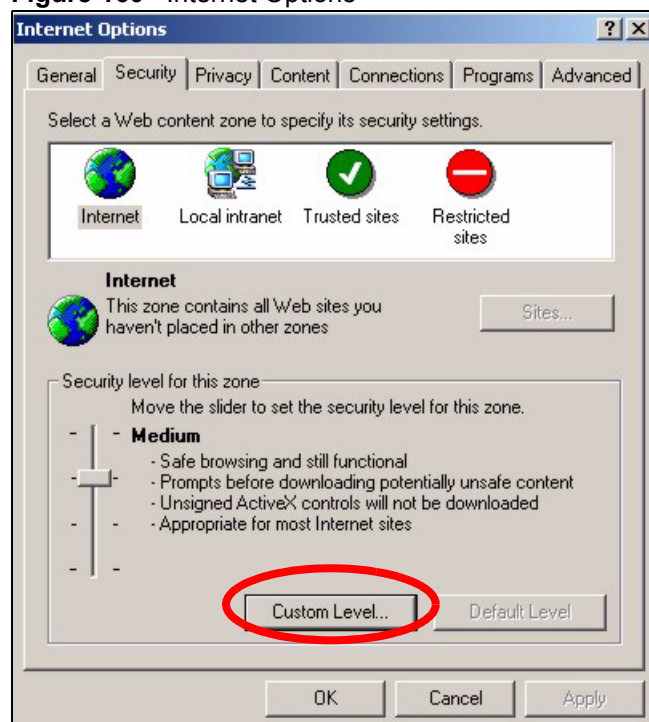 Internet Options
General Security Privacy Content Connections Programs Advanced
Select a Web content zone to specify its security settings.
Internet Local intranet Trusted sites Restricted
sites
Internet
This zone contains all Web sites you
haven't placed in other zones
Sites...
Security level for this zone
Move the slider to set the security level for this zone.
Medium
- Safe browsing and still functional
- Prompts before downloading potentially unsafe content
- Unsigned ActiveX controls will not be downloaded
- Appropriate for most Internet sites
Custom Level... Default Level
OK Cancel Apply